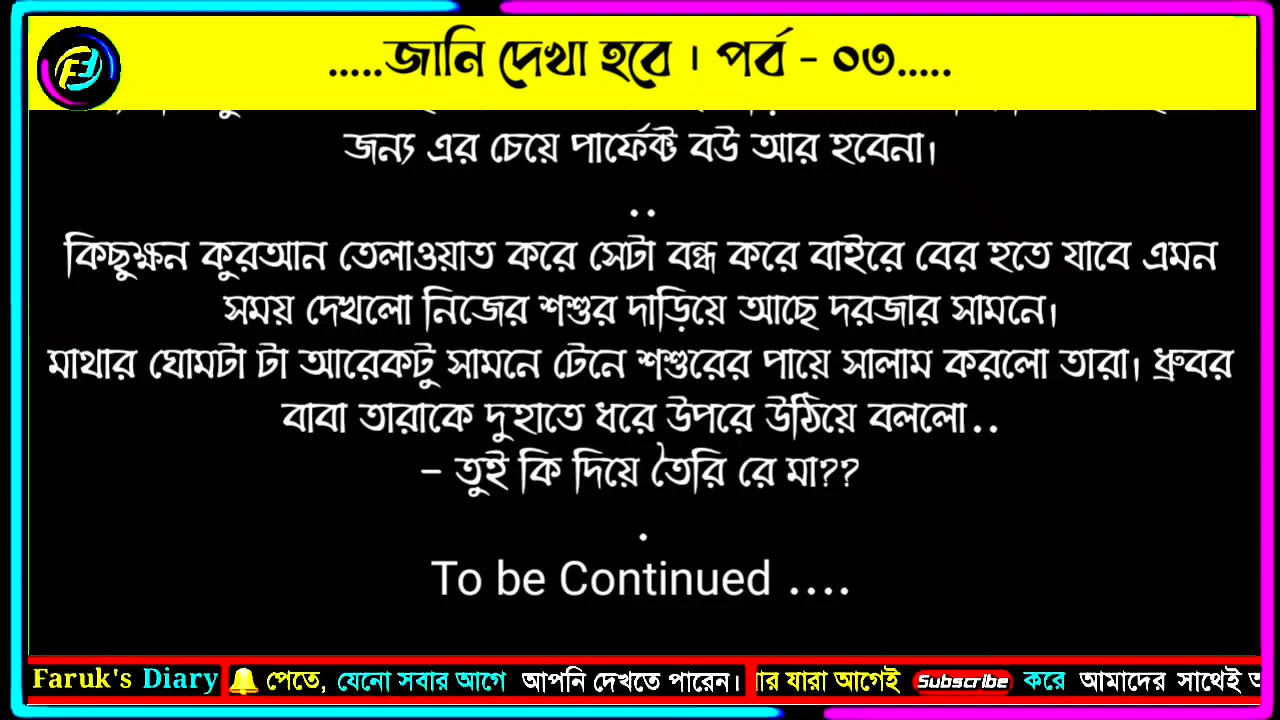 .....জানি দেখা হবে । পর্ব - ০৩.....
জন্য এর চেয়ে পার্ফেক্ট বউ আর হবেনা।
..
কিছুক্ষন কুরআন তেলাওয়াত করে সেটা বন্ধ করে বাইরে বের হতে যাবে এমন
সময় দেখলো নিজের শশুর দাড়িয়ে আছে দরজার সামনে।
মাথার ঘোমটা টা আরেকটু সামনে টেনে শশুরের পায়ে সালাম করলো তারা। ধ্রুবর
বাবা তারাকে দুহাতে ধরে উপরে উঠিয়ে বললো..
- তুই কি দিয়ে তৈরি রে মা??
.
To be Continued ....
Faruk's Diary 🔔 পেতে, যেনো সবার আগে আপনি দেখতে পারেন। যারা আগেই Subscribe করে আমাদের সাথেই